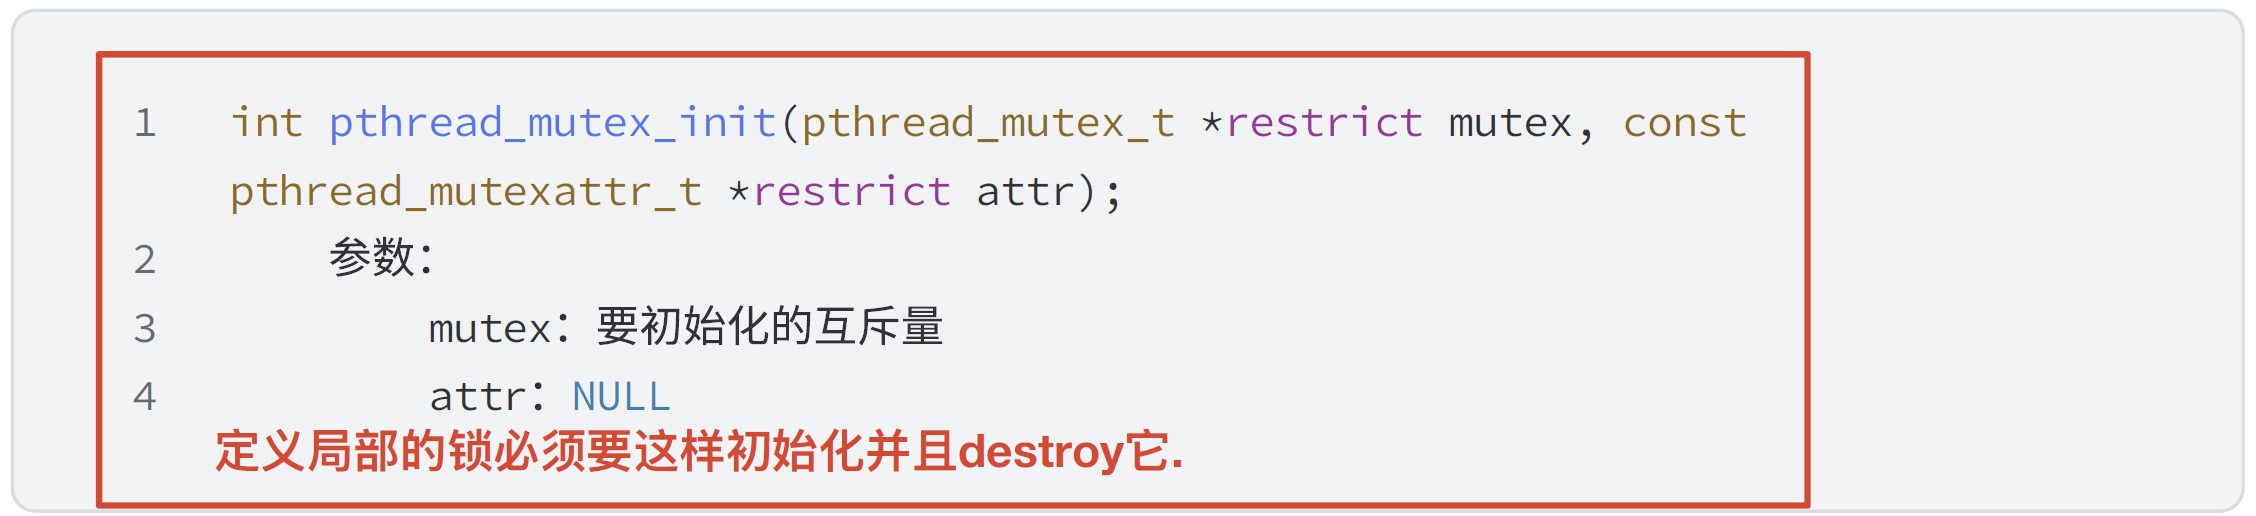 1 int pthread_mutex_init(pthread_mutex_t *restrict mutex, const
pthread_mutexattr_t *restrict attr);
2 参数：
3 mutex：要初始化的互斥量
4 attr：NULL
定义局部的锁必须要这样初始化并且destroy它.